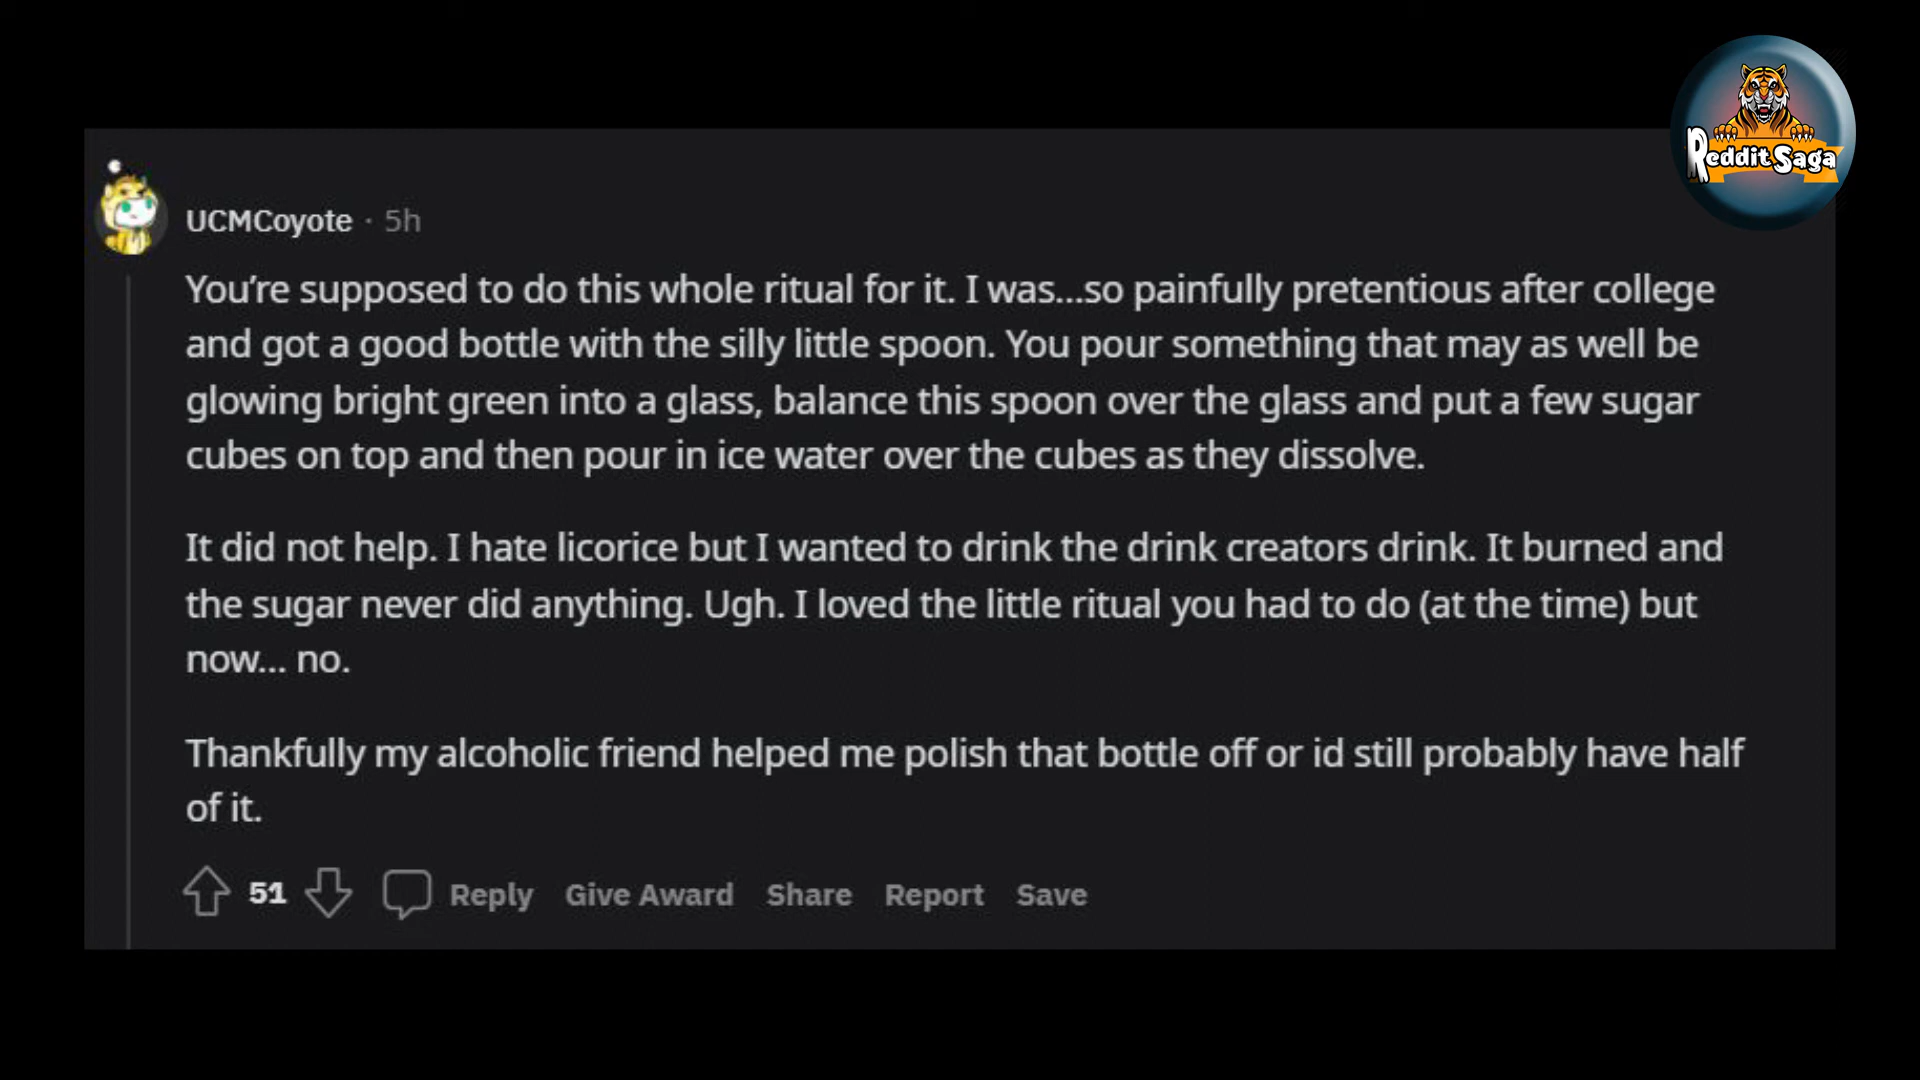 Reddit Saga
UCMCoyote · 5h
You’re supposed to do this whole ritual for it. I was...so painfully pretentious after college
and got a good bottle with the silly little spoon. You pour something that may as well be
glowing bright green into a glass, balance this spoon over the glass and put a few sugar
cubes on top and then pour in ice water over the cubes as they dissolve.
It did not help. I hate licorice but I wanted to drink the drink creators drink. It burned and
the sugar never did anything. Ugh. I loved the little ritual you had to do (at the time) but
now... no.
Thankfully my alcoholic friend helped me polish that bottle off or id still probably have half
of it.
51 Reply Give Award Share Report Save